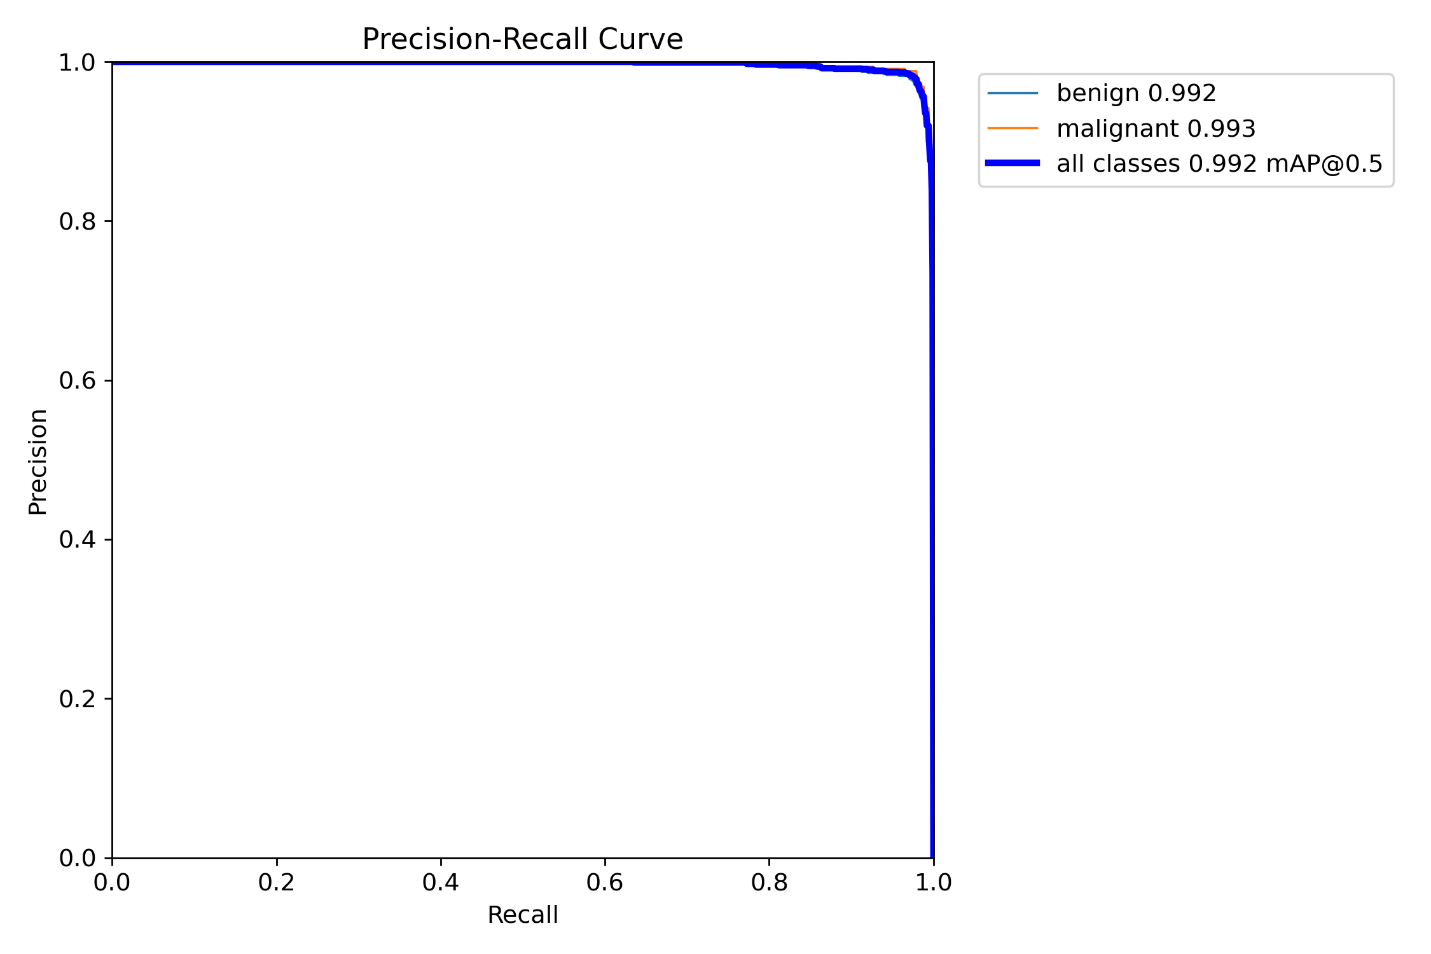 Precision-Recall Curve
1.0
0.8
0.6
0.4
0.2
0.0
Precision
0.0 0.2 0.4 0.6 0.8 1.0
Recall
benign 0.992
malignant 0.993
all classes 0.992 mAP@0.5